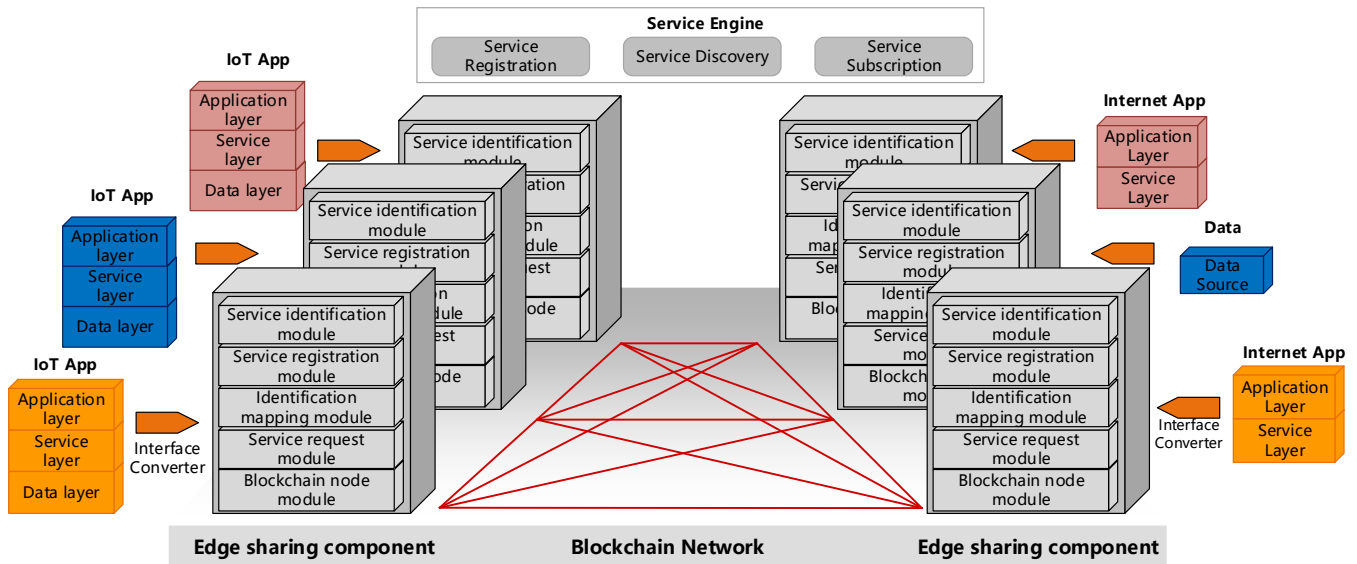 Service Engine
Service
Registration
Service Discovery
Service
Subscription
IoT App
Application
layer
Service
layer
Data layer
IoT App
Application
layer
Service
layer
Data layer
IoT App
Application
layer
Service
layer
Data layer
Interface
Converter
Service identification
module
Service identification
module
Service registration
Service identification
module
Service registration
module
Identification
mapping module
Service request
module
Blockchain node
module
Service identification
module
Service identification
module
Service registration
module
Service identification
module
Service registration
module
Identification
mapping module
Service request
module
Blockchain node
module
Internet App
Application
Layer
Service
Layer
Data
Data
Source
Internet App
Application
Layer
Service
Layer
Interface
Converter
Edge sharing component
Blockchain Network
Edge sharing component